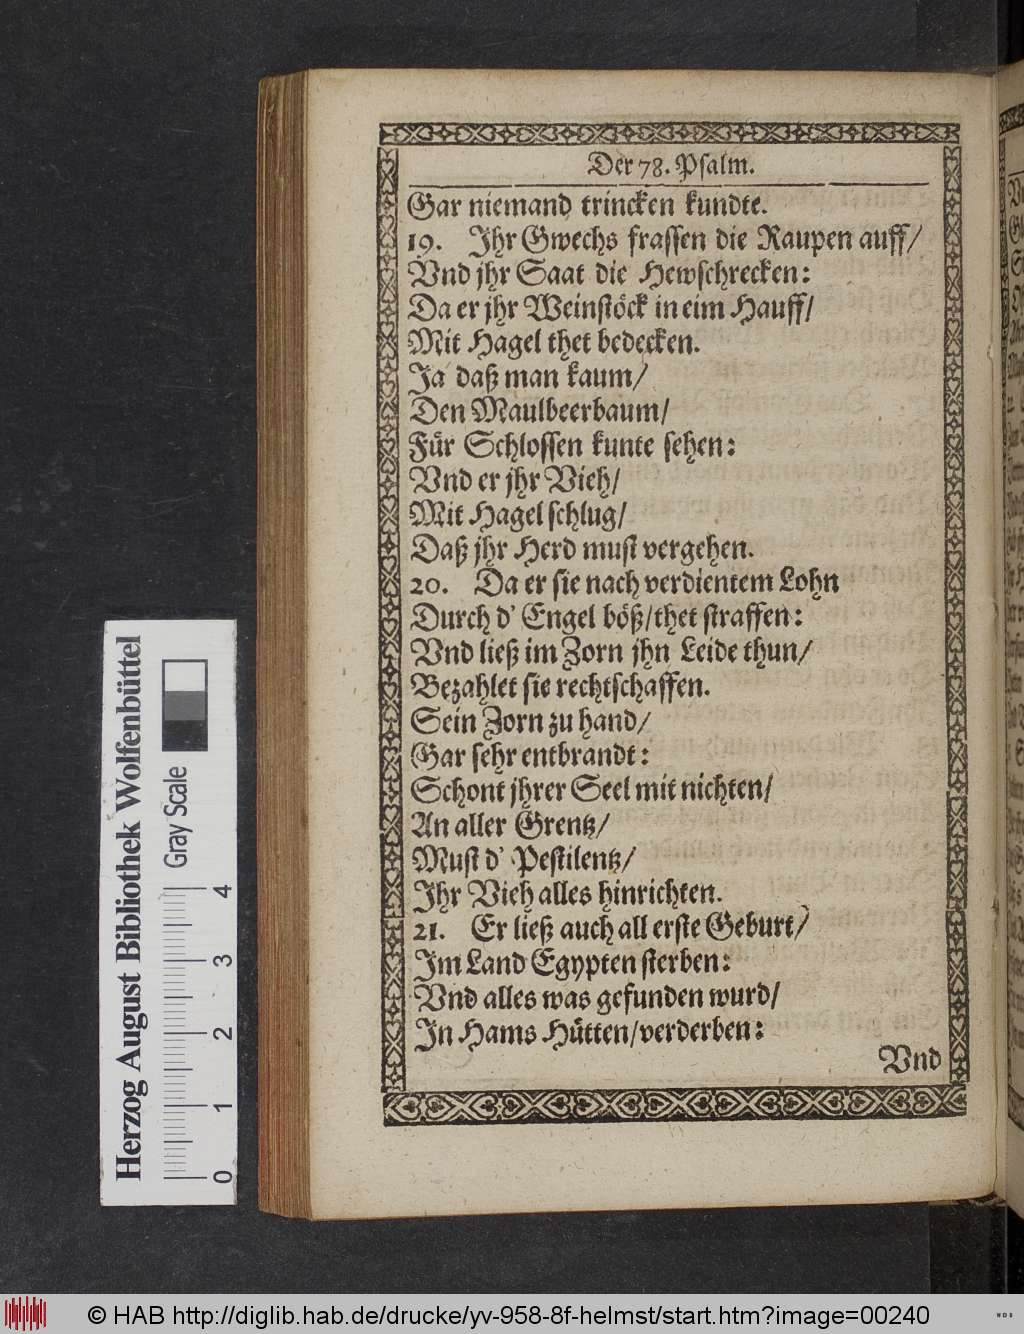 Der 78. Psalm.
Gar niemand trincken kundte.
19. Ihr Gwechs frassen die Raupen auff/
Vnd jhr Saat die Hewschrecken:
Da er jhr Weinstöck in eim Hauff/
Mit Hagel thet bedecken.
Ja daß man kaum/
Den Maulbeerbaum/
Für Schlossen kunte sehen:
Vnd er jhr Vieh/
Mit Hagel schlug/
Daß jhr Herd must vergehen.
20. Da er sie nach verdientem Lohn
Durch d' Engel böß/thet straffen:
Vnd ließ im Zorn jhn Leide thun/
Bezahlet sie rechtschaffen.
Sein Zorn zu hand/
Gar sehr entbrandt:
Schont jhrer Seel mit nichten/
An aller Grentz/
Must d' Pestilentz/
Ihr Vieh alles hinrichten.
21. Er ließ auch all erste Geburt/
Im Land Egypten sterben:
Vnd alles was gefunden wurd/
In Hams Hütten/verderben:
Vnd
Herzog August Bibliothek Wolfenbüttel
Gray Scale
0 1 2 3 4
© HAB http://diglib.hab.de/drucke/yv-958-8f-helmst/start.htm?image=00240